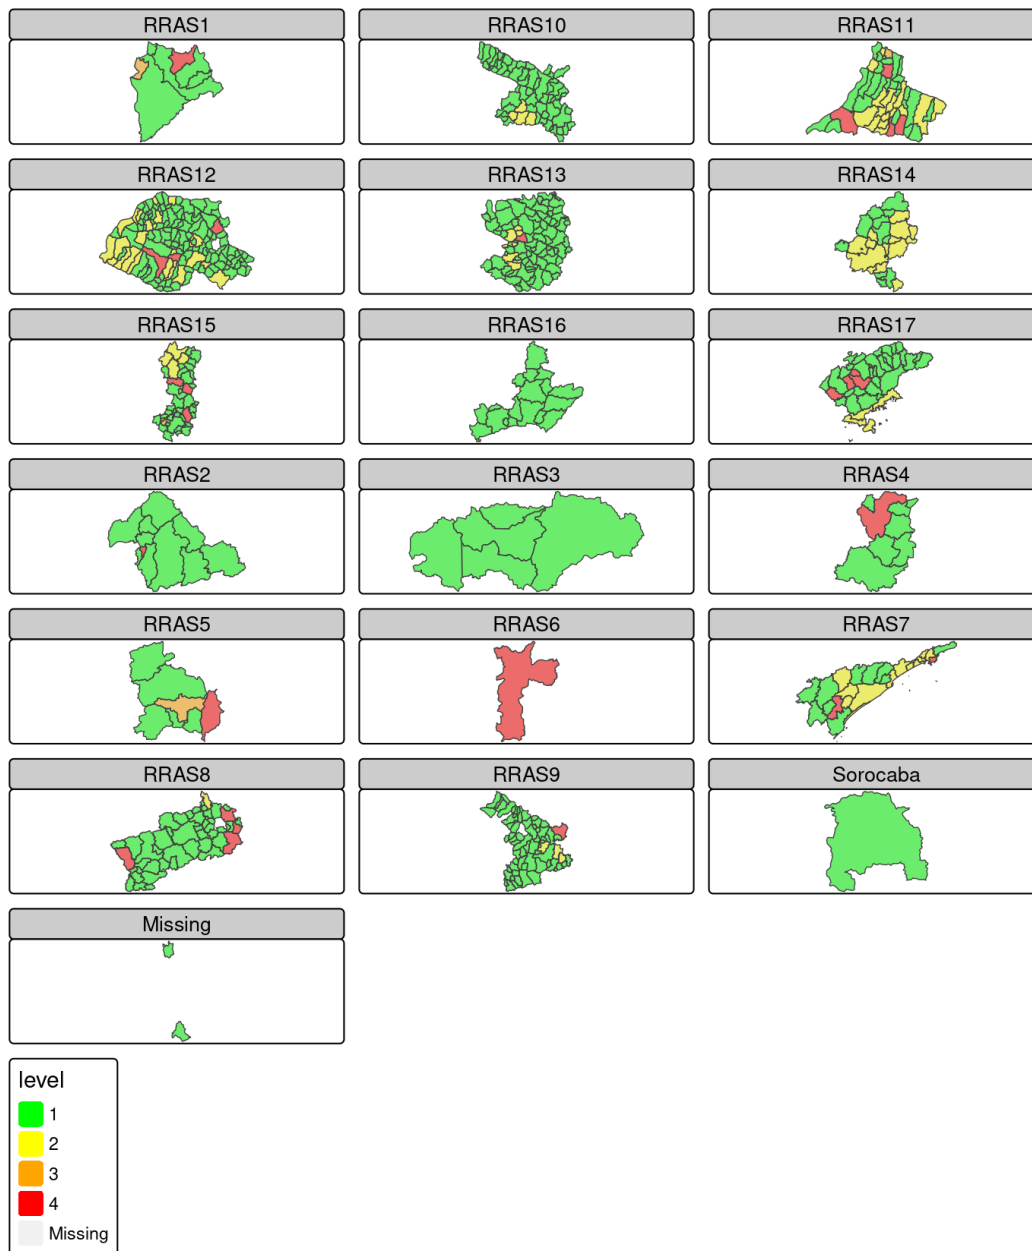 RRAS1
RRAS10
RRAS11
RRAS12
RRAS13
RRAS14
RRAS15
RRAS16
RRAS17
RRAS2
RRAS3
RRAS4
RRAS5
RRAS6
RRAS7
RRAS8
RRAS9
Sorocaba
Missing
level
1
2
3
4
Missing